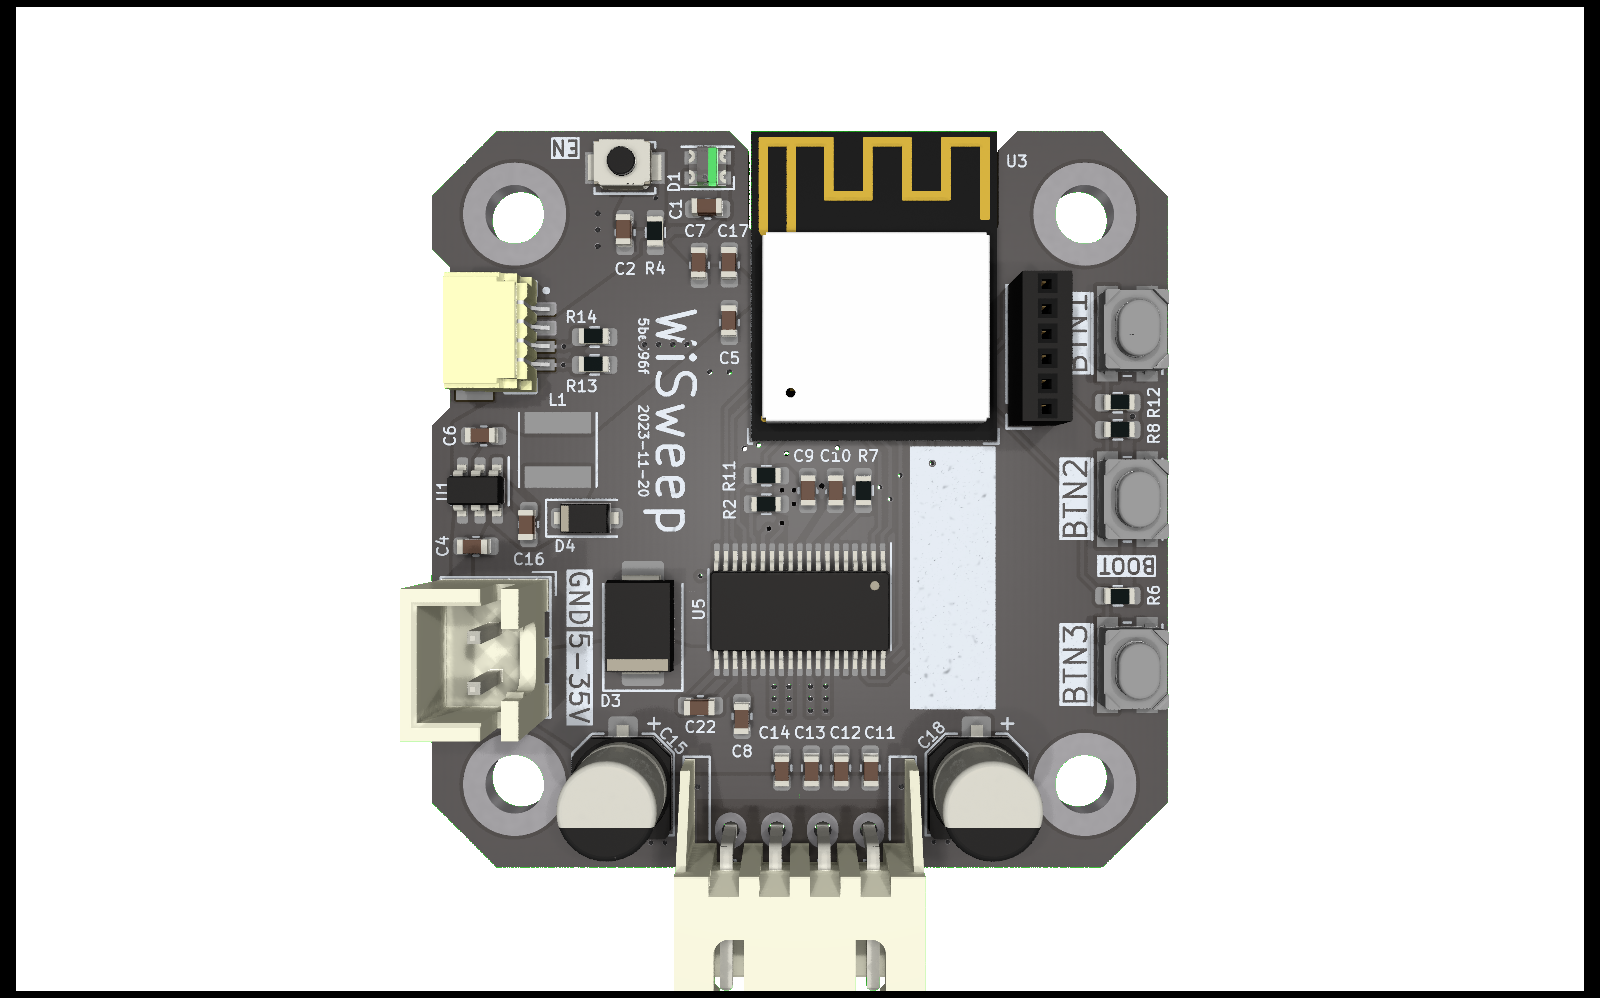 EN
D1
U3
C1
C7 C17
C2 R4
R14
BTN1
C5
R13
L1
WiSweep
2023-11-20
R12
C6
R8
C9 C10 R7
R11
R2
BTN2
U1
C4
C16
D4
BOOT
R6
GND
5-35V
U5
BTN3
D3
C22
C8
C14 C13 C12 C11
+
C15
+
C18